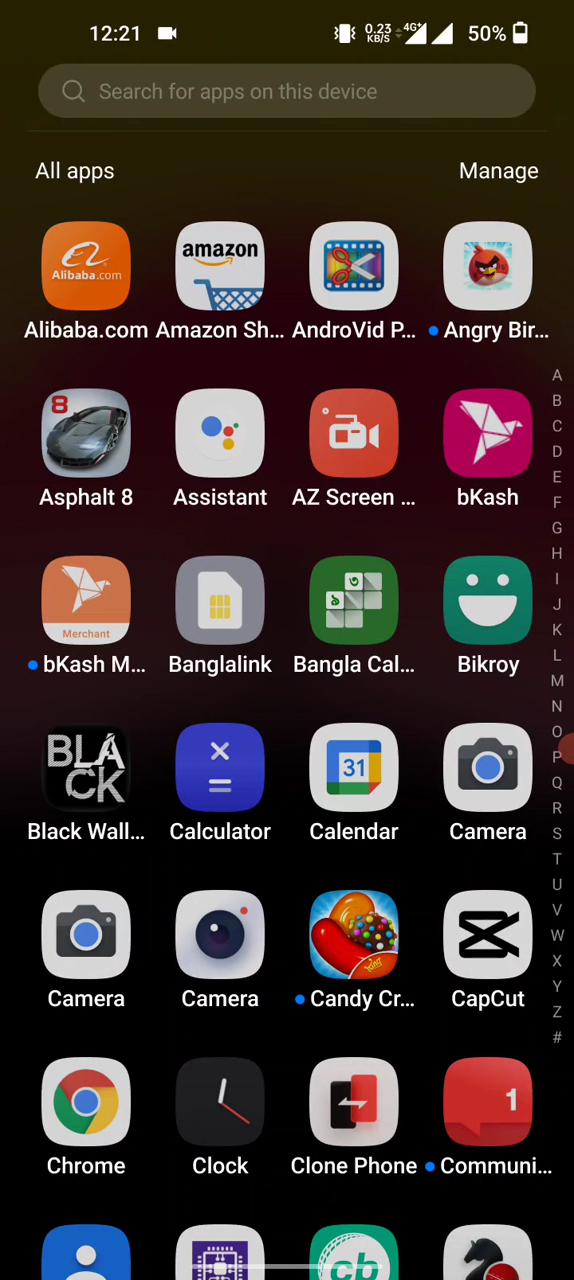 12:21 0.23 KB/S 4G+ 50%
Search for apps on this device
All apps Manage
Alibaba.com amazon
Alibaba.com Amazon Sh... AndroVid P... Angry Bir...
8
Asphalt 8 Assistant AZ Screen ... bKash
Merchant
bKash M... Banglalink Bangla Cal... Bikroy
BLACK 31
Black Wall... Calculator Calendar Camera
King
Camera Camera Candy Cr... CapCut
1
Chrome Clock Clone Phone Communi...
cb
A
B
C
D
E
F
G
H
I
J
K
L
M
N
O
P
Q
R
S
T
U
V
W
X
Y
Z
#